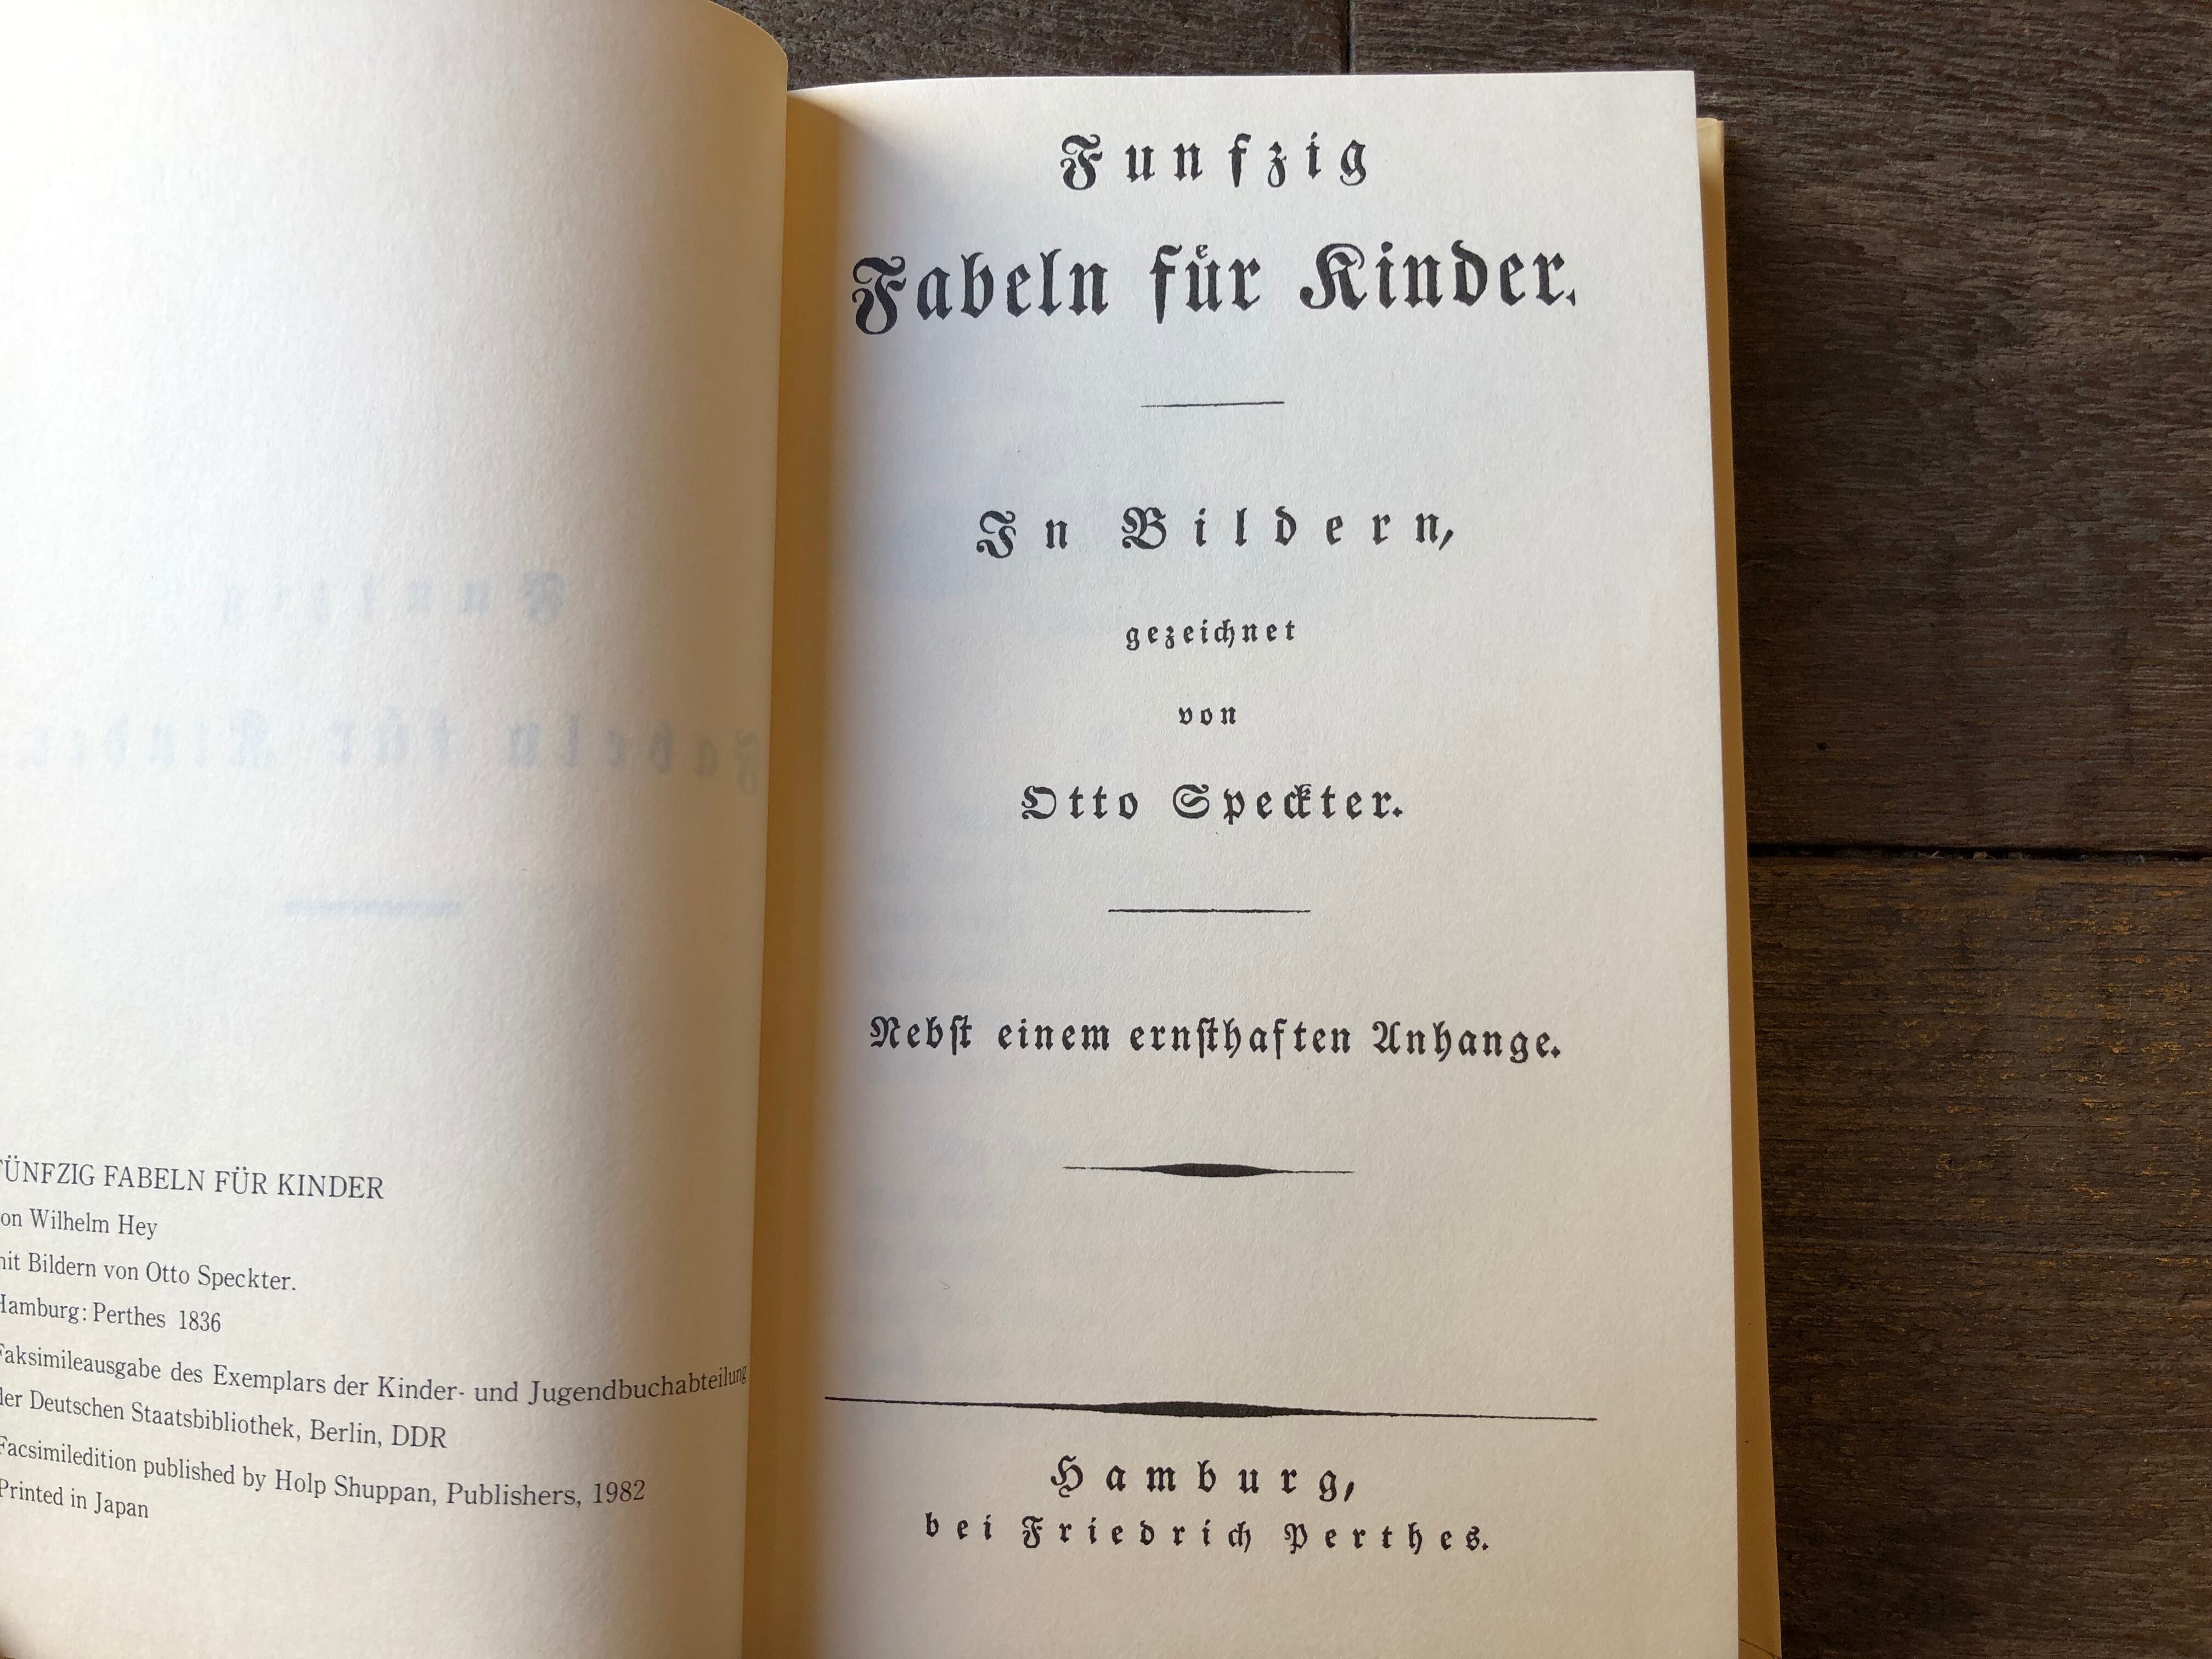 ÜNFZIG FABELN FÜR KINDER
on Wilhelm Hey
it Bildern von Otto Speckter.
Hamburg: Perthes 1836
Faksimileausgabe des Exemplars der Kinder- und Jugendbuchabteilung
der Deutschen Staatsbibliothek, Berlin, DDR
Facsimiledition published by Holp Shuppan, Publishers, 1982
Printed in Japan
Funfzig
Fabeln für Kinder.
In Bildern,
gezeichnet
von
Otto Speckter.
Nebst einem ernsthaften Anhange.
Hamburg,
bei Friedrich Perthes.